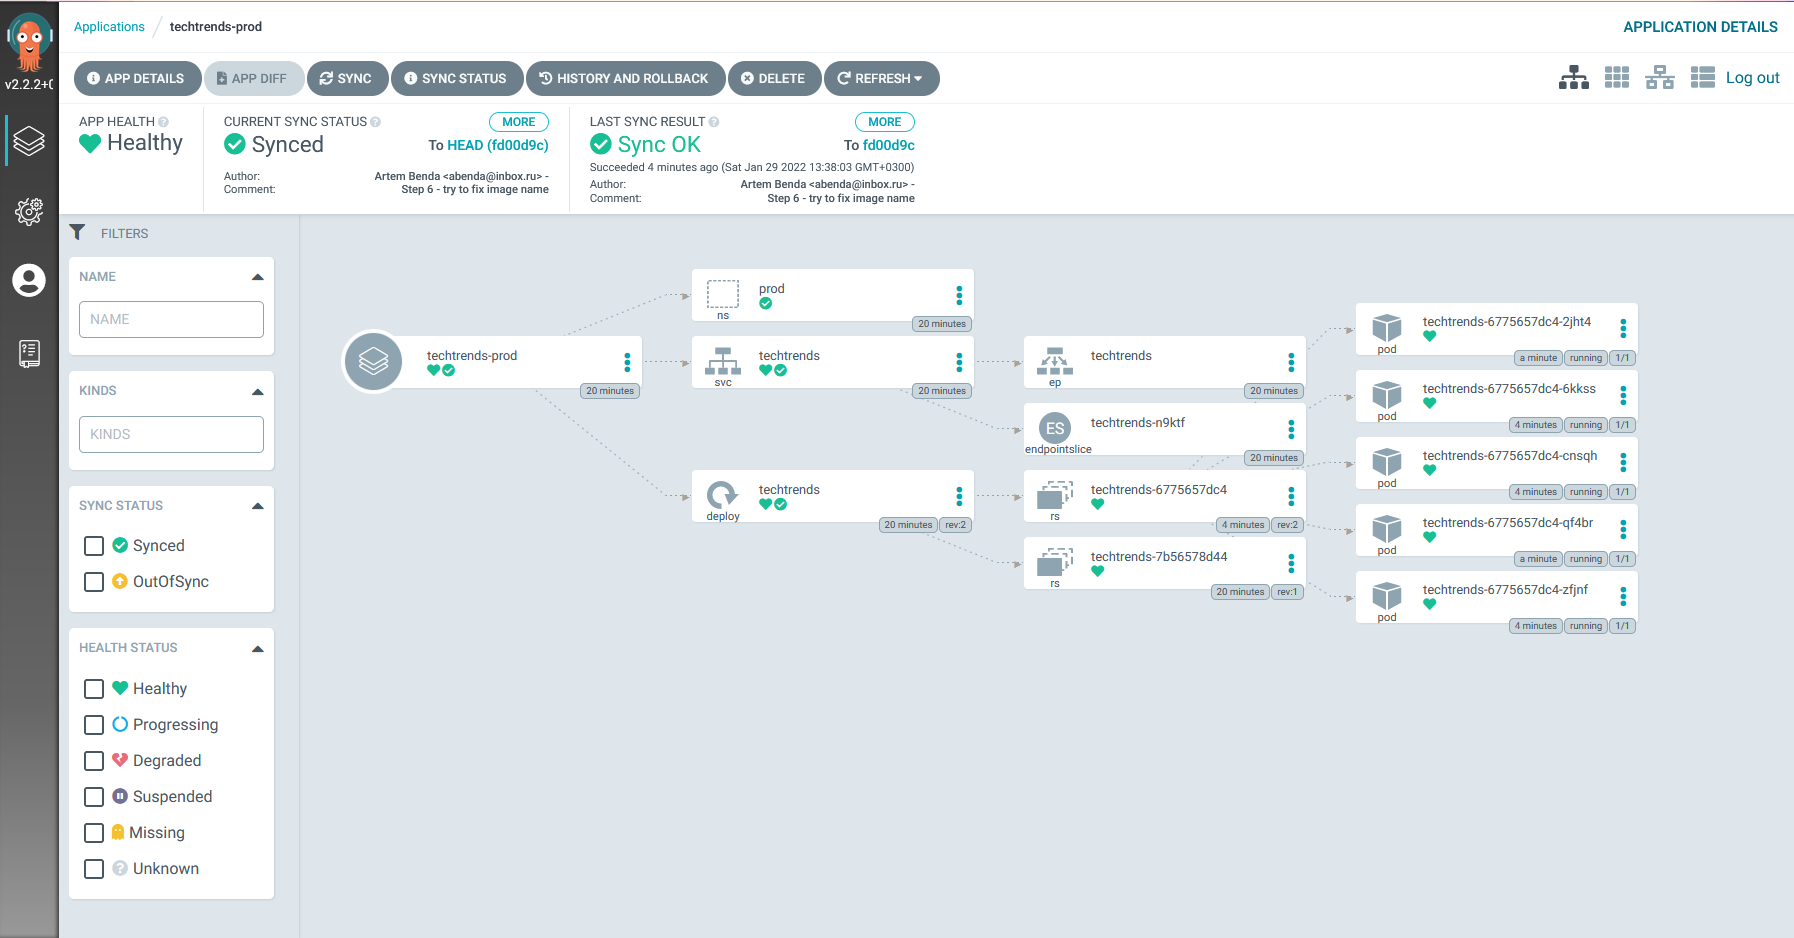 Applications / techtrends-prod
APPLICATION DETAILS
v2.2.2+0
APP DETAILS
APP DIFF
SYNC
SYNC STATUS
HISTORY AND ROLLBACK
DELETE
REFRESH
Log out
APP HEALTH
Healthy
CURRENT SYNC STATUS
MORE
Synced
To HEAD (fd00d9c)
Author: Artem Benda <abenda@inbox.ru> -
Comment: Step 6 - try to fix image name
LAST SYNC RESULT
MORE
Sync OK
To fd00d9c
Succeeded 4 minutes ago (Sat Jan 29 2022 13:38:03 GMT+0300)
Author: Artem Benda <abenda@inbox.ru> -
Comment: Step 6 - try to fix image name
FILTERS
NAME
NAME
KINDS
KINDS
SYNC STATUS
Synced
OutOfSync
HEALTH STATUS
Healthy
Progressing
Degraded
Suspended
Missing
Unknown
techtrends-prod
20 minutes
prod
ns
20 minutes
techtrends
svc
20 minutes
techtrends
deploy
20 minutes rev:2
techtrends
ep
20 minutes
ES
techtrends-n9ktf
endpointslice
20 minutes
techtrends-6775657dc4
rs
4 minutes rev:2
techtrends-7b56578d44
rs
20 minutes rev:1
techtrends-6775657dc4-2jht4
pod
a minute running 1/1
techtrends-6775657dc4-6kkss
pod
4 minutes running 1/1
techtrends-6775657dc4-cnsqh
pod
4 minutes running 1/1
techtrends-6775657dc4-qf4br
pod
a minute running 1/1
techtrends-6775657dc4-zfjnf
pod
4 minutes running 1/1